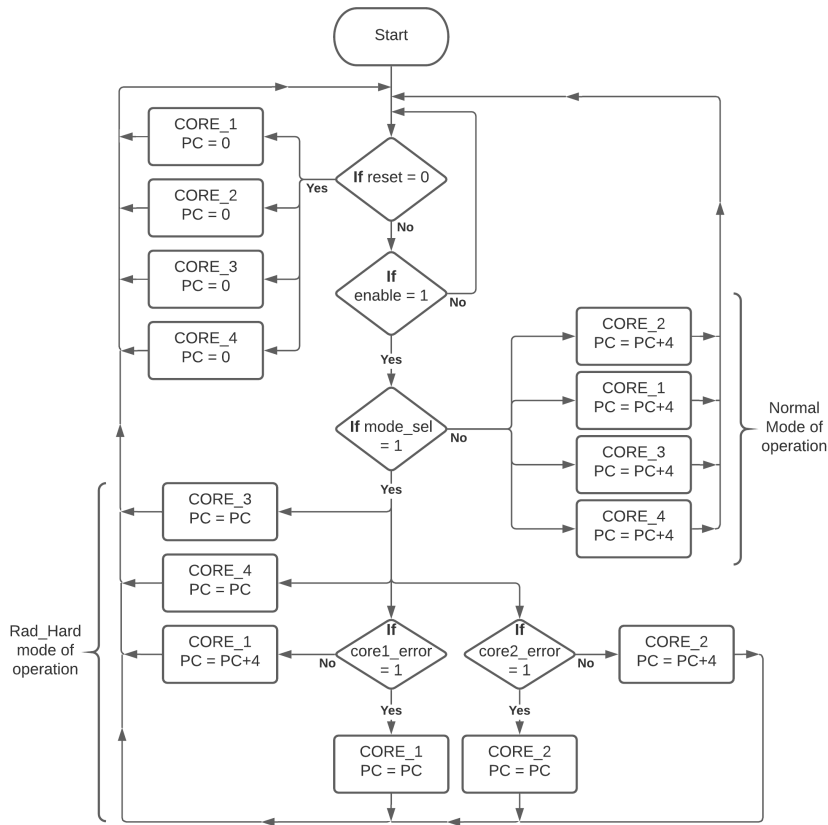 Start
CORE_1
PC = 0
If reset = 0
Yes
CORE_2
PC = 0
No
CORE_3
PC = 0
If
enable = 1
No
CORE_4
PC = 0
Yes
CORE_2
PC = PC+4
CORE_1
PC = PC+4
If mode_sel
= 1
No
Normal
Mode of
operation
CORE_3
PC = PC+4
Yes
CORE_3
PC = PC
CORE_4
PC = PC+4
CORE_4
PC = PC
Rad_Hard
mode of
operation
CORE_1
PC = PC+4
No
If
core1_error
= 1
If
core2_error
= 1
No
CORE_2
PC = PC+4
Yes
Yes
CORE_1
PC = PC
CORE_2
PC = PC